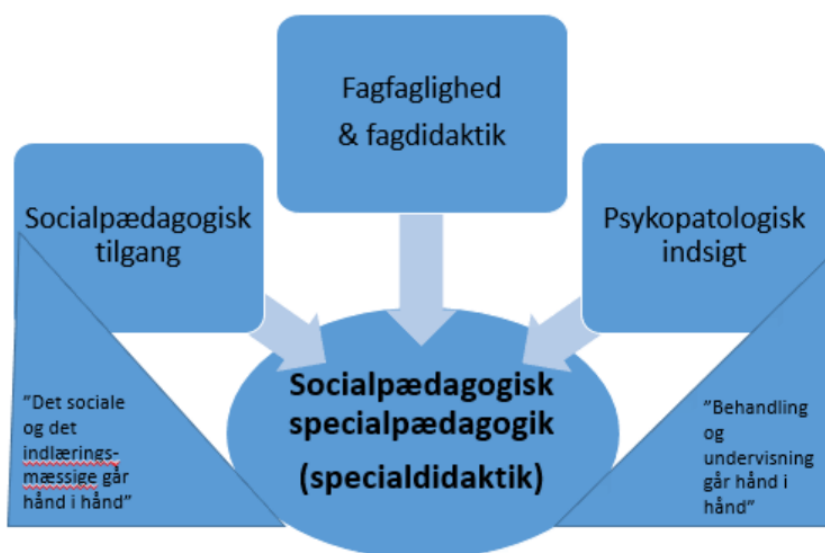 Fagfaglighed
& fagdidaktik
Socialpædagogisk
tilgang
Psykopatologisk
indsigt
Socialpædagogisk
specialpædagogik
(specialdidaktik)
"Det sociale
og det
indlærings-
mæssige går
hånd i hånd"
"Behandling
og
undervisning
går hånd i
hånd"